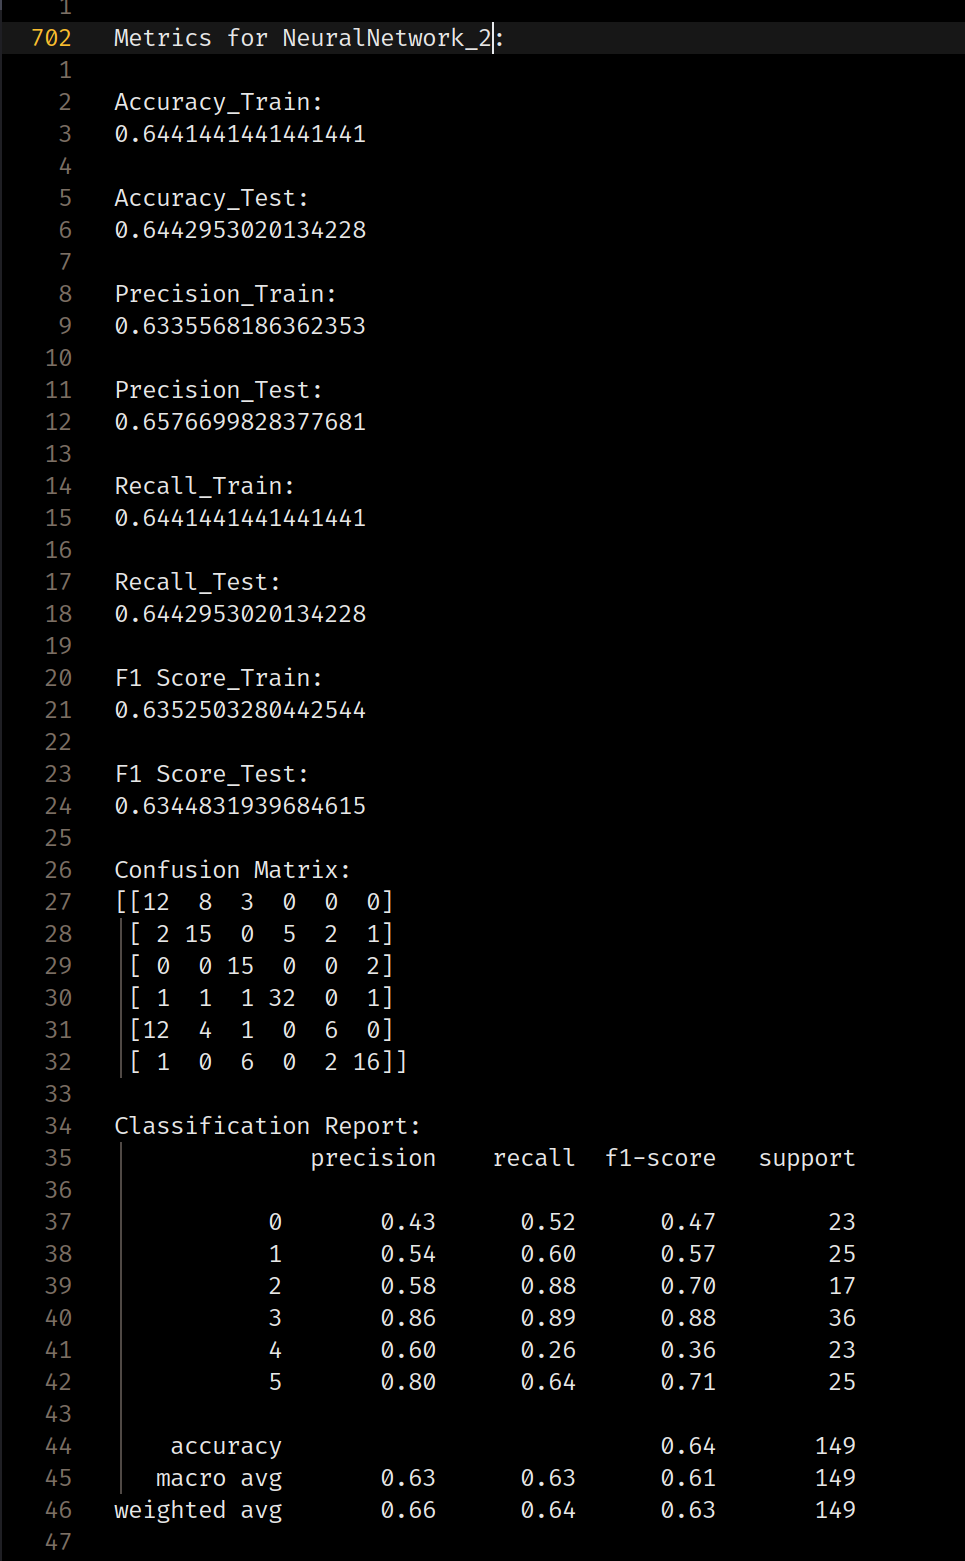 1
702 Metrics for NeuralNetwork_2:
1
2 Accuracy_Train:
3 0.6441441441441441
4
5 Accuracy_Test:
6 0.6442953020134228
7
8 Precision_Train:
9 0.6335568186362353
10
11 Precision_Test:
12 0.6576699828377681
13
14 Recall_Train:
15 0.6441441441441441
16
17 Recall_Test:
18 0.6442953020134228
19
20 F1 Score_Train:
21 0.6352503280442544
22
23 F1 Score_Test:
24 0.6344831939684615
25
26 Confusion Matrix:
27 [[12  8  3  0  0  0]
28  [ 2 15  0  5  2  1]
29  [ 0  0 15  0  0  2]
30  [ 1  1  1 32  0  1]
31  [12  4  1  0  6  0]
32  [ 1  0  6  0  2 16]]
33
34 Classification Report:
35               precision    recall  f1-score   support
36
37            0       0.43      0.52      0.47        23
38            1       0.54      0.60      0.57        25
39            2       0.58      0.88      0.70        17
40            3       0.86      0.89      0.88        36
41            4       0.60      0.26      0.36        23
42            5       0.80      0.64      0.71        25
43
44     accuracy                           0.64       149
45    macro avg       0.63      0.63      0.61       149
46 weighted avg       0.66      0.64      0.63       149
47